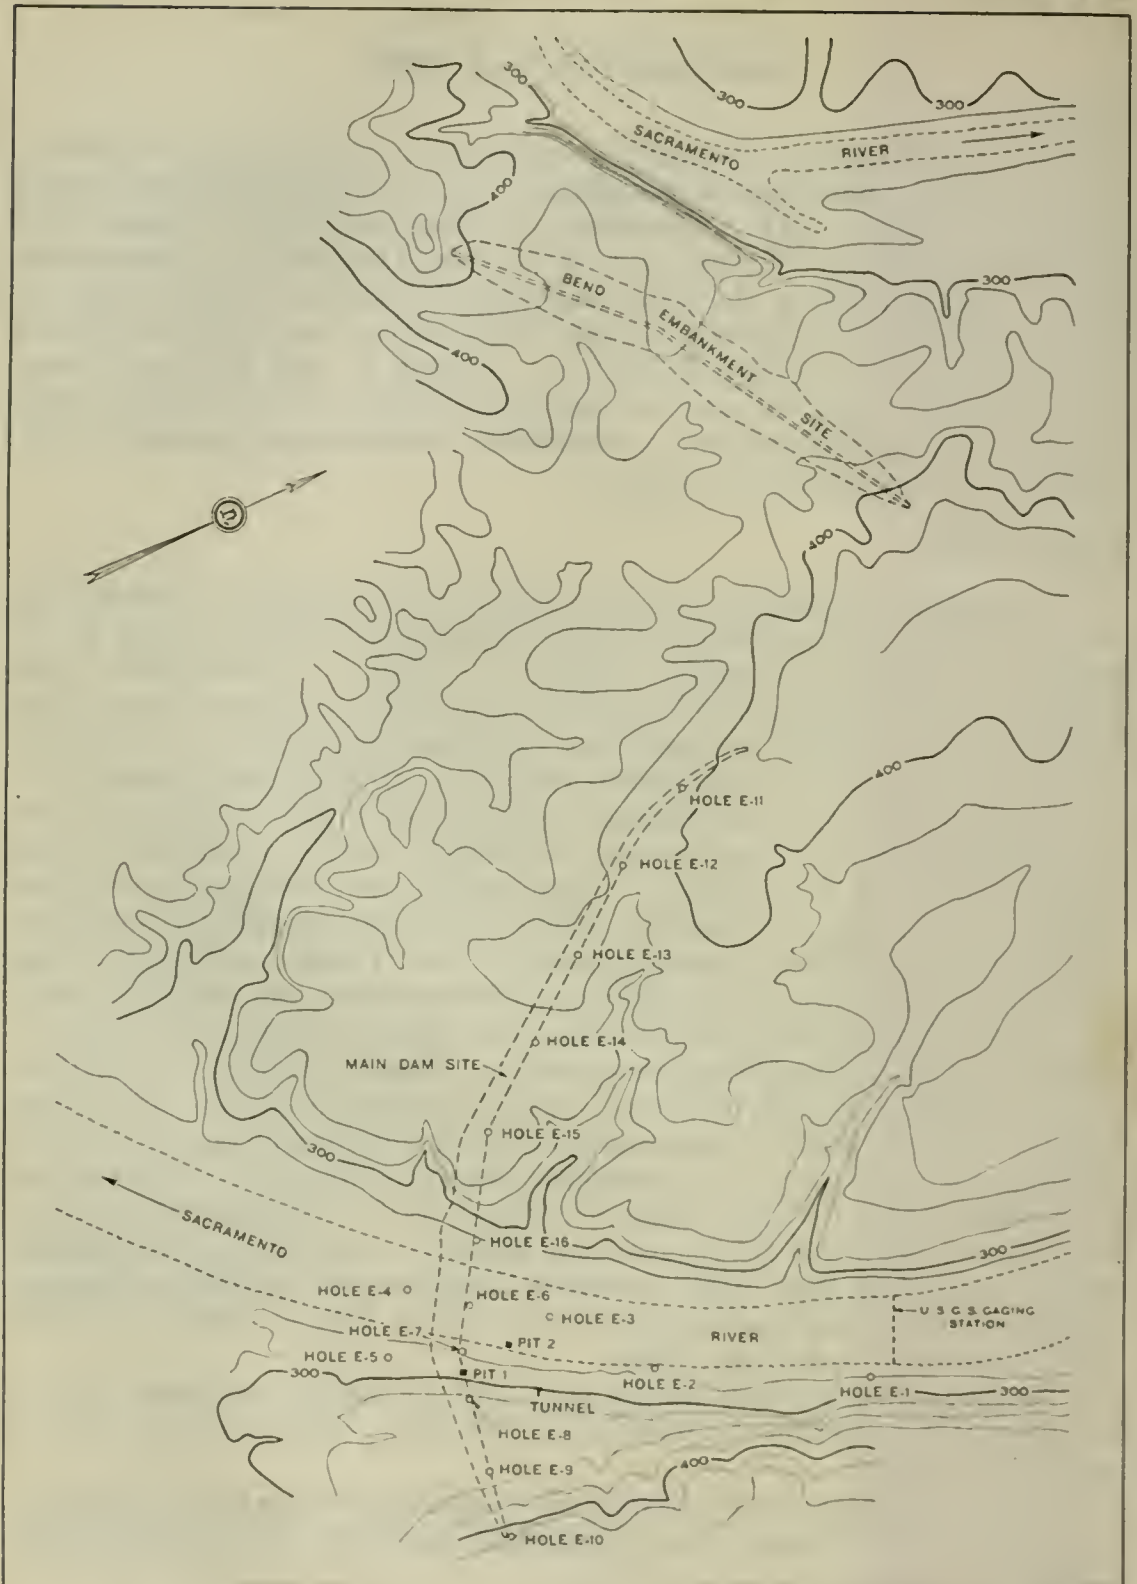 300
300
300
SACRAMENTO
RIVER
400
300
BEND
EMBANKMENT
SITE
400
400
400
HOLE E-11
HOLE E-12
HOLE E-13
HOLE E-14
MAIN DAM SITE
HOLE E-15
300
SACRAMENTO
HOLE E-16
300
HOLE E-4
HOLE E-6
HOLE E-3
U S G S GAGING
STATION
HOLE E-7
RIVER
PIT 2
HOLE E-5
300
PIT 1
HOLE E-2
HOLE E-1
300
TUNNEL
HOLE E-8
400
HOLE E-9
HOLE E-10